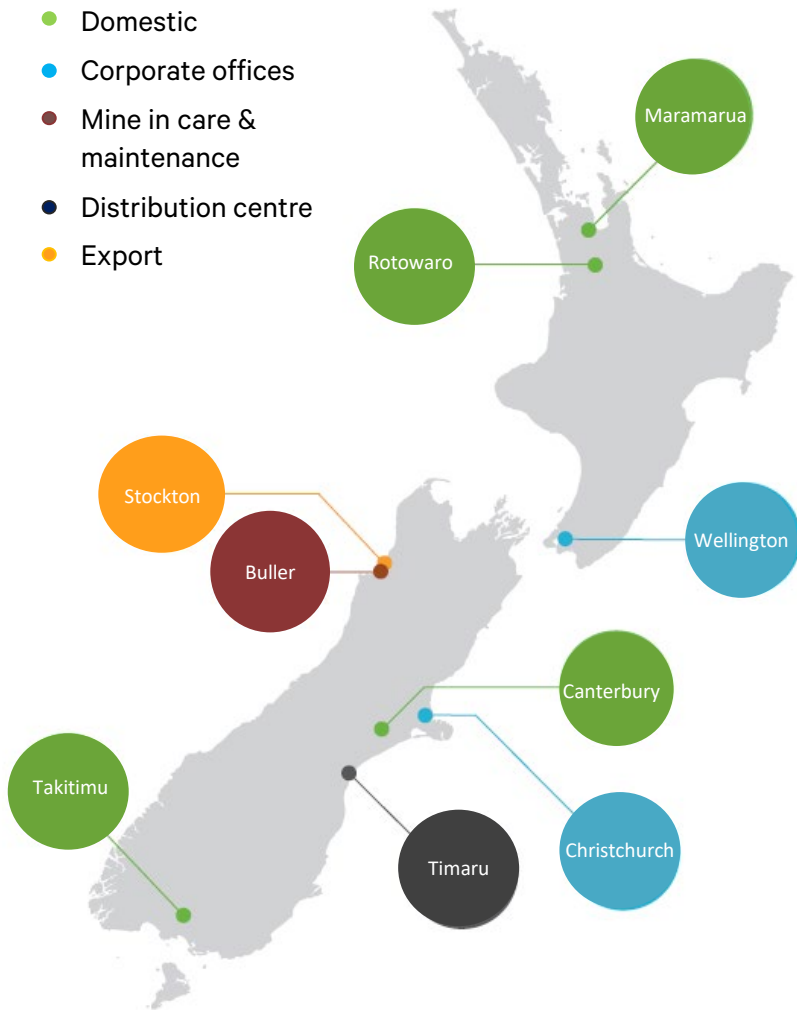 Domestic
Corporate offices
Mine in care &
maintenance
Distribution centre
Export
Maramarua
Rotowaro
Stockton
Buller
Wellington
Canterbury
Takitimu
Timaru
Christchurch